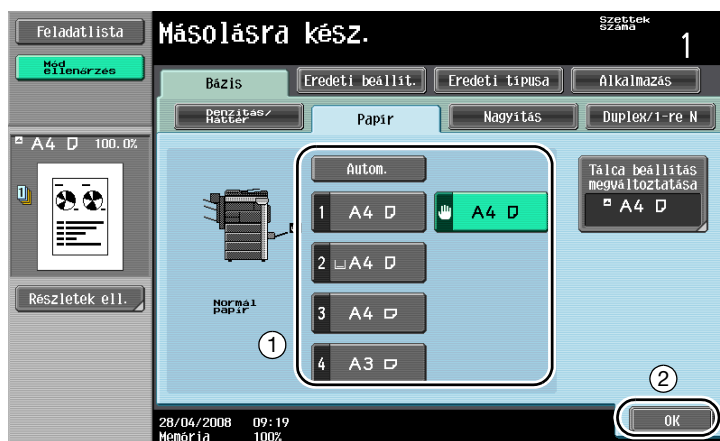 Feladatlista
Másolásra kész.
Szettek
száma
1
Mód
ellenőrzés
Bázis
Eredeti beállít.
Eredeti típusa
Alkalmazás
Denzitás/
Háttér
Papír
Nagyítás
Duplex/1-re N
A4 100.0%
Autom.
Tálca beállítás
megváltoztatása
A4
1 A4
A4
2 A4
3 A4
4 A3
Normál
papír
Részletek ell.
1
2
OK
28/04/2008 09:19
Memória 100%